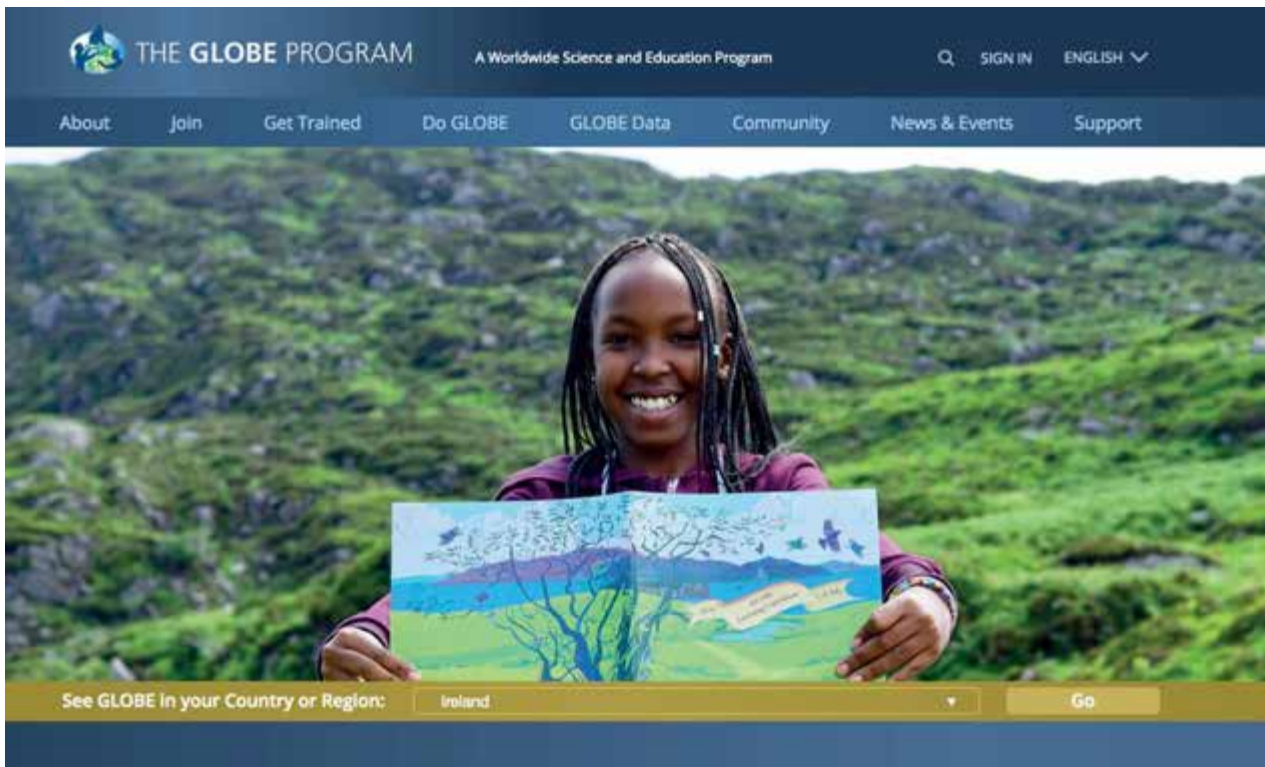 THE GLOBE PROGRAM
A Worldwide Science and Education Program
SIGN IN
ENGLISH
About
Join
Get Trained
Do GLOBE
GLOBE Data
Community
News & Events
Support
See GLOBE in your Country or Region:
Ireland
Go